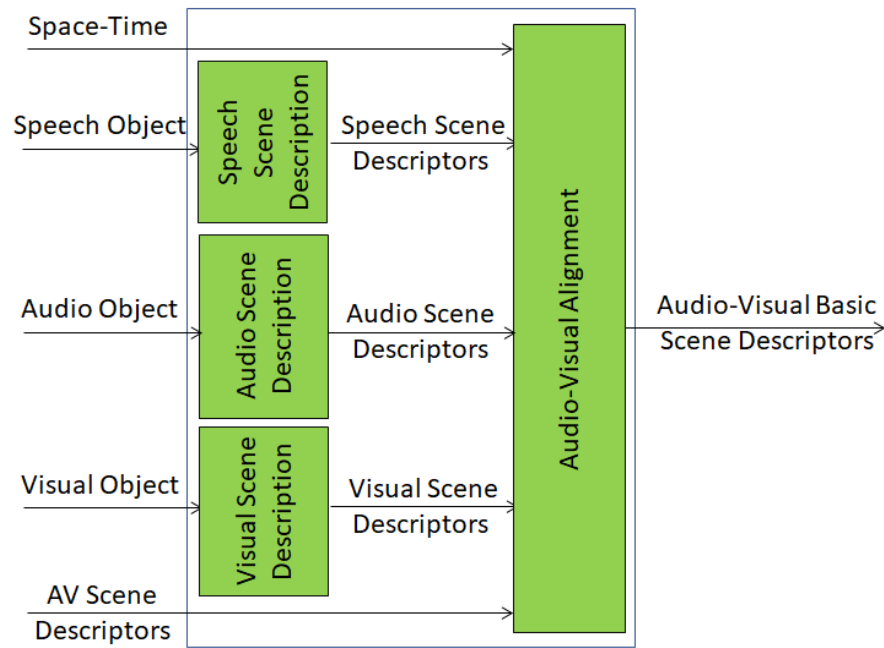 Space-Time
Speech Object
Speech
Scene
Description
Speech Scene
Descriptors
Audio Object
Audio Scene
Description
Audio Scene
Descriptors
Visual Object
Visual Scene
Description
Visual Scene
Descriptors
AV Scene
Descriptors
Audio-Visual Alignment
Audio-Visual Basic
Scene Descriptors